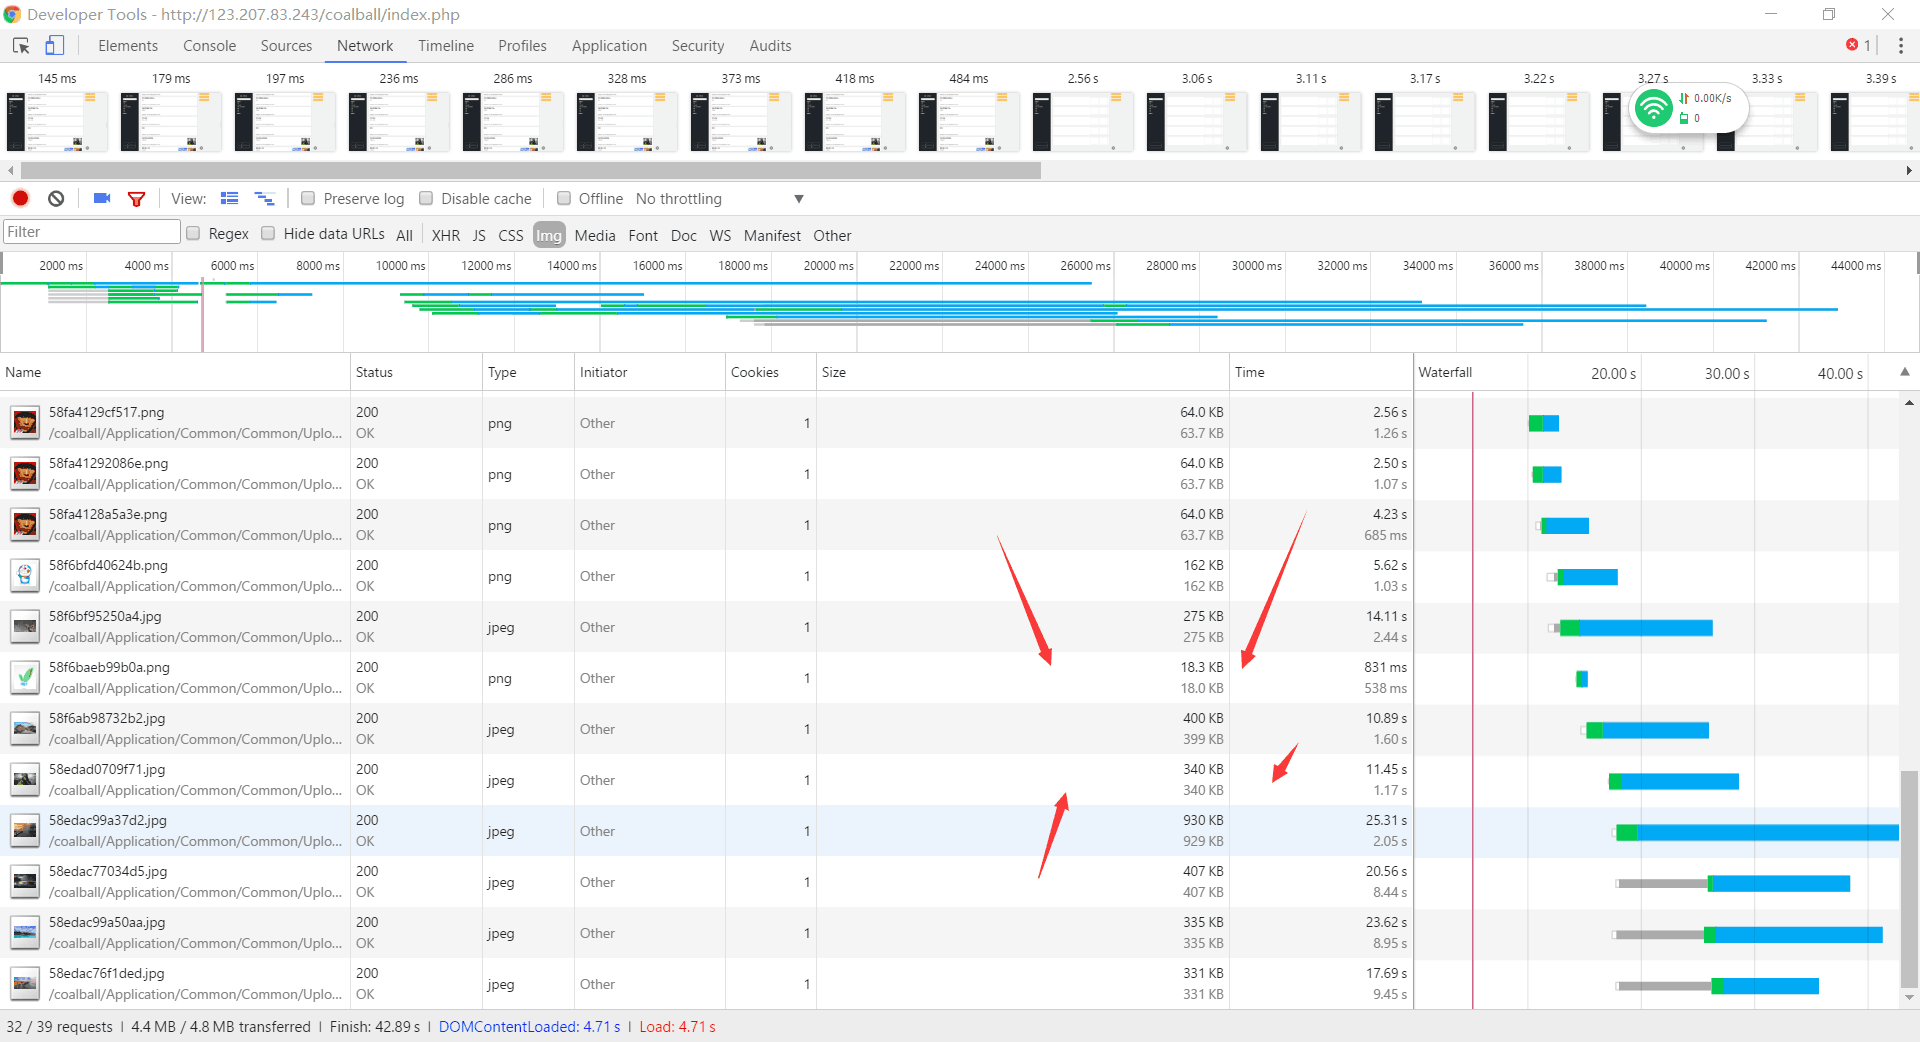 Developer Tools - http://123.207.83.243/coalball/index.php
Elements Console Sources Network Timeline Profiles Application Security Audits 1
145 ms 179 ms 197 ms 236 ms 286 ms 328 ms 373 ms 418 ms 484 ms 2.56 s 3.06 s 3.11 s 3.17 s 3.22 s 3.27 s 3.33 s 3.39 s
0.00K/s
0
View: Preserve log Disable cache Offline No throttling
Filter Regex Hide data URLs All XHR JS CSS Img Media Font Doc WS Manifest Other
2000 ms 4000 ms 6000 ms 8000 ms 10000 ms 12000 ms 14000 ms 16000 ms 18000 ms 20000 ms 22000 ms 24000 ms 26000 ms 28000 ms 30000 ms 32000 ms 34000 ms 36000 ms 38000 ms 40000 ms 42000 ms 44000 ms
Name Status Type Initiator Cookies Size Time Waterfall 20.00 s 30.00 s 40.00 s
58fa4129cf517.png 200 png Other 1 64.0 KB 2.56 s
/coalball/Application/Common/Common/Uplo... OK 63.7 KB 1.26 s
58fa41292086e.png 200 png Other 1 64.0 KB 2.50 s
/coalball/Application/Common/Common/Uplo... OK 63.7 KB 1.07 s
58fa4128a5a3e.png 200 png Other 1 64.0 KB 4.23 s
/coalball/Application/Common/Common/Uplo... OK 63.7 KB 685 ms
58f6bfd40624b.png 200 png Other 1 162 KB 5.62 s
/coalball/Application/Common/Common/Uplo... OK 162 KB 1.03 s
58f6bf95250a4.jpg 200 jpeg Other 1 275 KB 14.11 s
/coalball/Application/Common/Common/Uplo... OK 275 KB 2.44 s
58f6baeb99b0a.png 200 png Other 1 18.3 KB 831 ms
/coalball/Application/Common/Common/Uplo... OK 18.0 KB 538 ms
58f6ab98732b2.jpg 200 jpeg Other 1 400 KB 10.89 s
/coalball/Application/Common/Common/Uplo... OK 399 KB 1.60 s
58edad0709f71.jpg 200 jpeg Other 1 340 KB 11.45 s
/coalball/Application/Common/Common/Uplo... OK 340 KB 1.17 s
58edac99a37d2.jpg 200 jpeg Other 1 930 KB 25.31 s
/coalball/Application/Common/Common/Uplo... OK 929 KB 2.05 s
58edac77034d5.jpg 200 jpeg Other 1 407 KB 20.56 s
/coalball/Application/Common/Common/Uplo... OK 407 KB 8.44 s
58edac99a50aa.jpg 200 jpeg Other 1 335 KB 23.62 s
/coalball/Application/Common/Common/Uplo... OK 335 KB 8.95 s
58edac76f1ded.jpg 200 jpeg Other 1 331 KB 17.69 s
/coalball/Application/Common/Common/Uplo... OK 331 KB 9.45 s
32 / 39 requests | 4.4 MB / 4.8 MB transferred | Finish: 42.89 s | DOMContentLoaded: 4.71 s | Load: 4.71 s